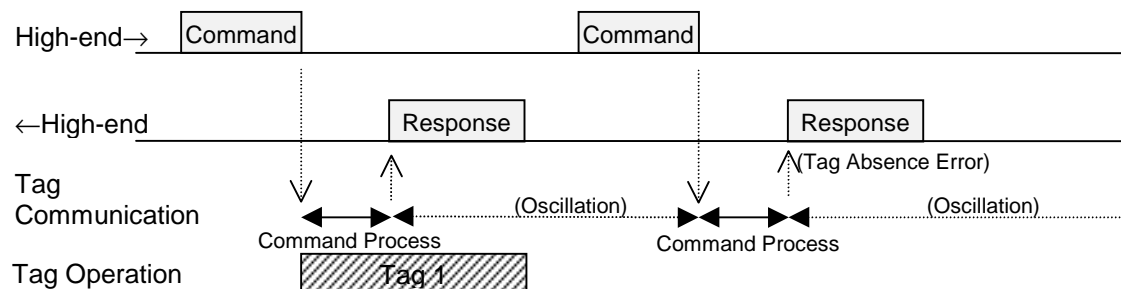 High-end→ Command Command
←High-end Response Response
(Tag Absence Error)
Tag
Communication
(Oscillation) (Oscillation)
Command Process Command Process
Tag Operation Tag 1